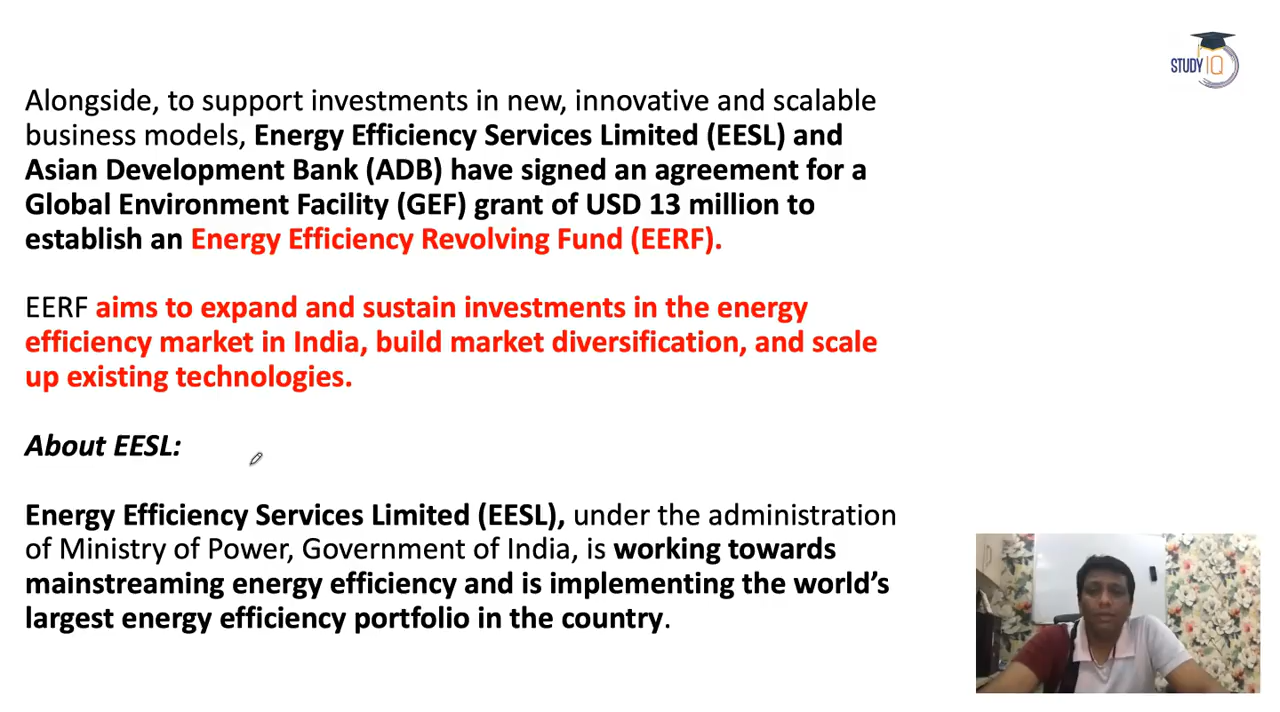 STUDY IQ
Alongside, to support investments in new, innovative and scalable
business models, Energy Efficiency Services Limited (EESL) and
Asian Development Bank (ADB) have signed an agreement for a
Global Environment Facility (GEF) grant of USD 13 million to
establish an Energy Efficiency Revolving Fund (EERF).
EERF aims to expand and sustain investments in the energy
efficiency market in India, build market diversification, and scale
up existing technologies.
About EESL:
Energy Efficiency Services Limited (EESL), under the administration
of Ministry of Power, Government of India, is working towards
mainstreaming energy efficiency and is implementing the world’s
largest energy efficiency portfolio in the country.